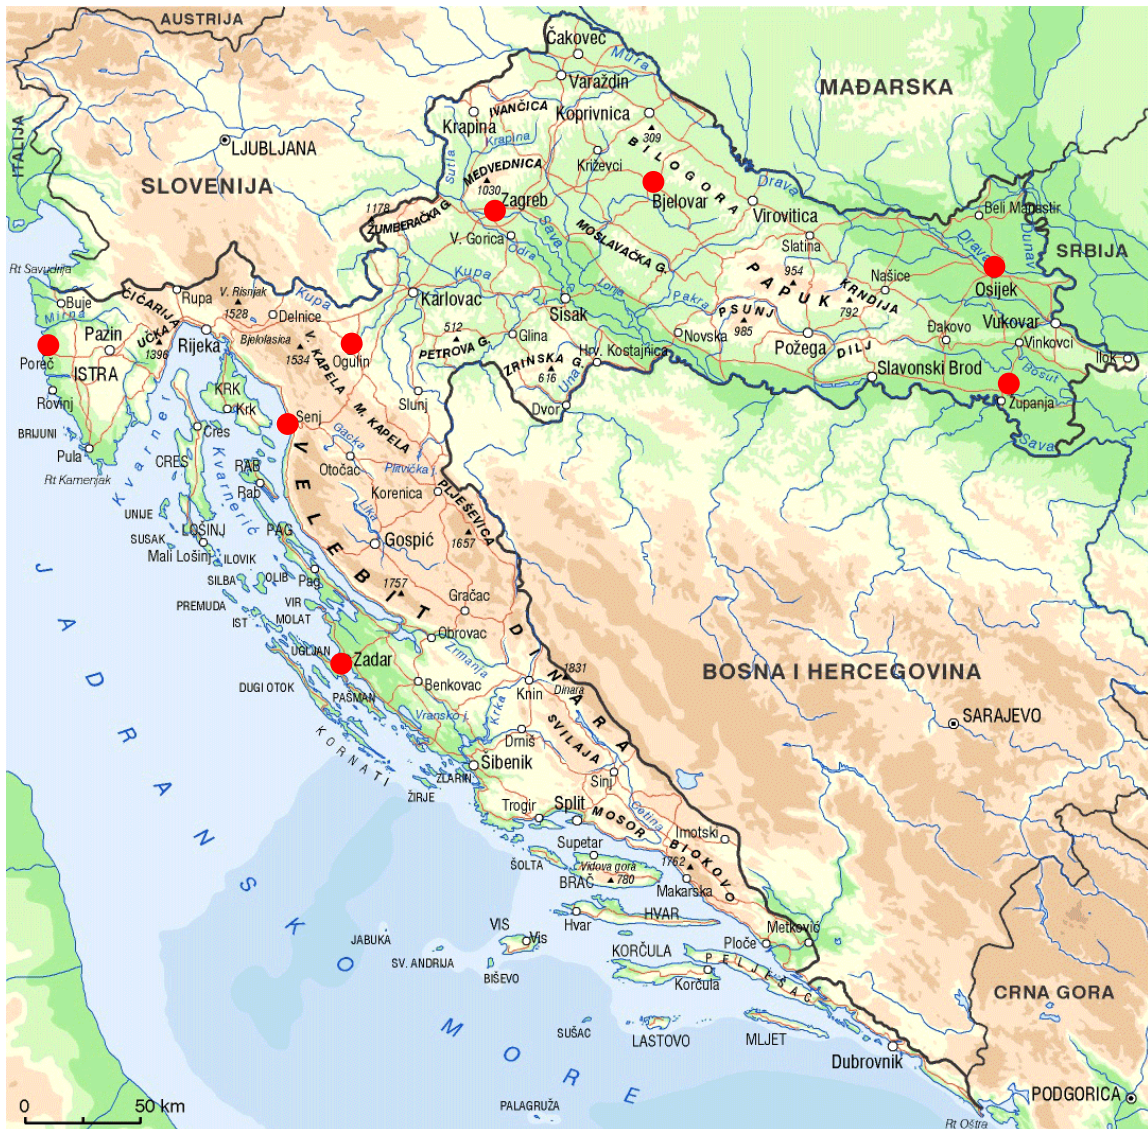 AUSTRIJA
Čakovec
Mura
Varaždin
MAĐARSKA
IVANČICA
Koprivnica
Krapina
309
Krapina
Sutla
ITALIJA
LJUBLJANA
Križevci
BILOGORA
MEDVEDNICA
1030
SLOVENIJA
Zagreb
Bjelovar
Drava
Virovitica
1178
ŽUMBERAČKA G.
Sava
Beli Manastir
V. Gorica
Odra
MOSLAVAČKA G.
Slatina
Drava
Dunav
SRBIJA
Rt Savudrija
Kupa
954
PAPUK
Našice
KRNDIJA
792
Osijek
Buje
Mirna
ĆIĆARIJA
Rupa
V. Risnjak
1528
Kupa
Karlovac
Lonja
Pakra
PSUNJ
985
Sisak
Delnice
Pazin
UČKA
1396
Rijeka
Bjelolasica
1534
V. KAPELA
Ogulin
512
PETROVA G.
Glina
Novska
Požega
Đakovo
Vukovar
Vinkovci
DILJ
Poreč
ISTRA
Hrv. Kostajnica
ZRINSKA G.
616
Una
Slavonski Brod
Ilok
Bosut
Rovinj
KRK
Krk
Slunj
Dvor
Županja
Senj
M. KAPELA
BRIJUNI
Pula
Cres
Sava
Rt Kamenjak
Kvarner
CRES
Kvarnerić
RAB
Rab
Gacka
Otočac
Plitvička j.
Korenica
PLJEŠEVICA
1657
UNIJE
LOŠINJ
SUSAK
Mali Lošinj
PAG
Lika
Gospić
VELEBIT
1757
ILOVIK
SILBA
OLIB
Pag
PREMUDA
VIR
IST
MOLAT
Gračac
Obrovac
Zrmanja
DINARA
1831
Dinara
UGLJAN
Zadar
DUGI OTOK
PAŠMAN
Benkovac
Knin
BOSNA I HERCEGOVINA
SARAJEVO
Vransko j.
Krka
KORNATI
Drniš
SVILAJA
Šibenik
ZLARIN
Sinj
ŽIRJE
Trogir
Split
MOSOR
Cetina
Imotski
Supetar
ŠOLTA
Vidova gora
780
BRAČ
1762
BIOKOVO
Makarska
HVAR
Hvar
VIS
Vis
Metković
JABUKA
SV. ANDRIJA
BIŠEVO
KORČULA
Ploče
PELJEŠAC
Korčula
CRNA GORA
SUŠAC
LASTOVO
MLJET
Dubrovnik
JADRANSKO MORE
PODGORICA
0 50 km
PALAGRUŽA
Rt Oštra